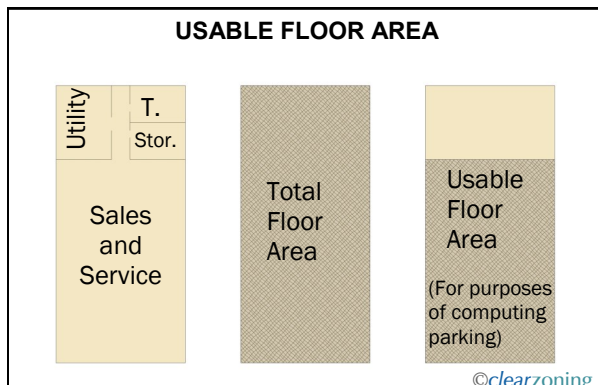 USABLE FLOOR AREA
Utility
T.
Stor.
Sales
and
Service
Total
Floor
Area
Usable
Floor
Area
(For purposes
of computing
parking)
©clearzoning